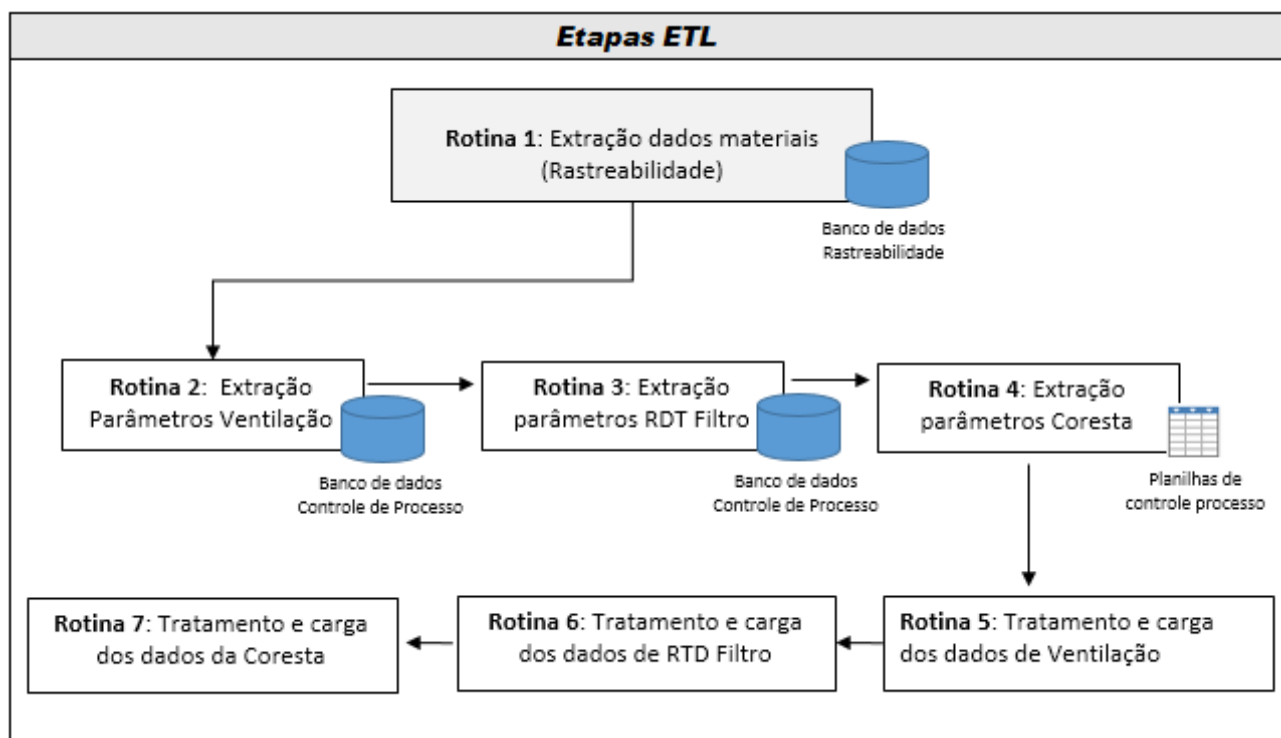 Etapas ETL
Rotina 1: Extração dados materiais
(Rastreabilidade)
Banco de dados
Rastreabilidade
Rotina 2:  Extração
Parâmetros Ventilação
Banco de dados
Controle de Processo
Rotina 3: Extração
parâmetros RDT Filtro
Banco de dados
Controle de Processo
Rotina 4: Extração
parâmetros Coresta
Planilhas de
controle processo
Rotina 5: Tratamento e carga
dos dados de Ventilação
Rotina 6: Tratamento e carga
dos dados de RTD Filtro
Rotina 7: Tratamento e carga
dos dados da Coresta